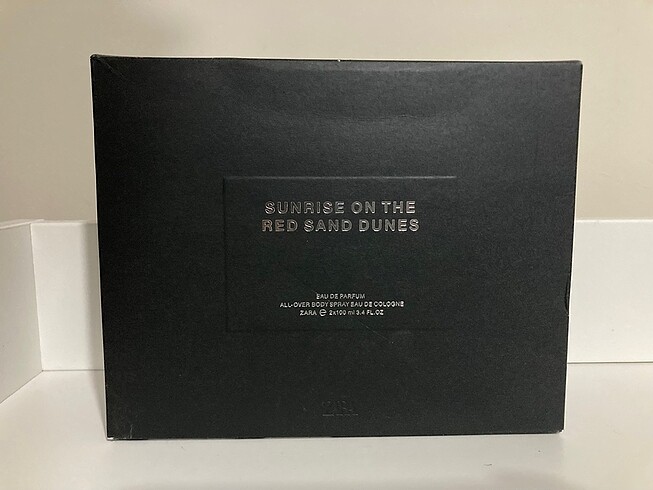 SUNRISE ON THE
RED SAND DUNES
EAU DE PARFUM
ALL-OVER BODY SPRAY EAU DE COLOGNE
ZARA ℮ 2x100 ml 3.4 FL.OZ
ZARA